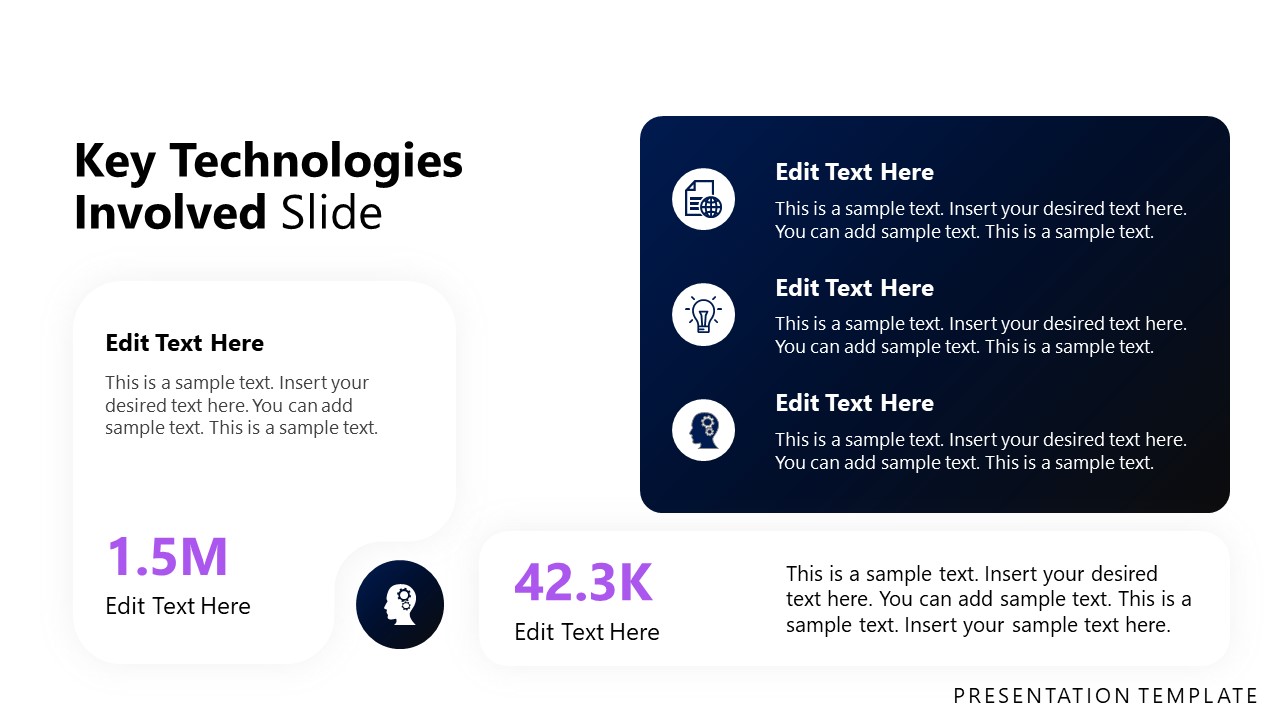 Key Technologies
Involved Slide
Edit Text Here
This is a sample text. Insert your
desired text here. You can add
sample text. This is a sample text.
1.5M
Edit Text Here
Edit Text Here
This is a sample text. Insert your desired text here.
You can add sample text. This is a sample text.
Edit Text Here
This is a sample text. Insert your desired text here.
You can add sample text. This is a sample text.
Edit Text Here
This is a sample text. Insert your desired text here.
You can add sample text. This is a sample text.
42.3K
Edit Text Here
This is a sample text. Insert your desired
text here. You can add sample text. This is a
sample text. Insert your sample text here.
PRESENTATION TEMPLATE